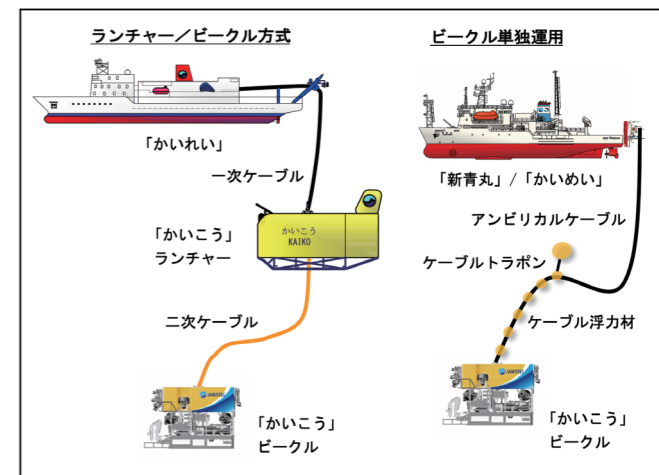 ランチャー／ビークル方式
「かいれい」
一次ケーブル
「かいこう」
ランチャー
かいこう
KAIKO
二次ケーブル
JAMSTEC
「かいこう」
ビークル
ビークル単独運用
「新青丸」/「かいめい」
アンビリカルケーブル
ケーブルトラポン
ケーブル浮力材
JAMSTEC
「かいこう」
ビークル